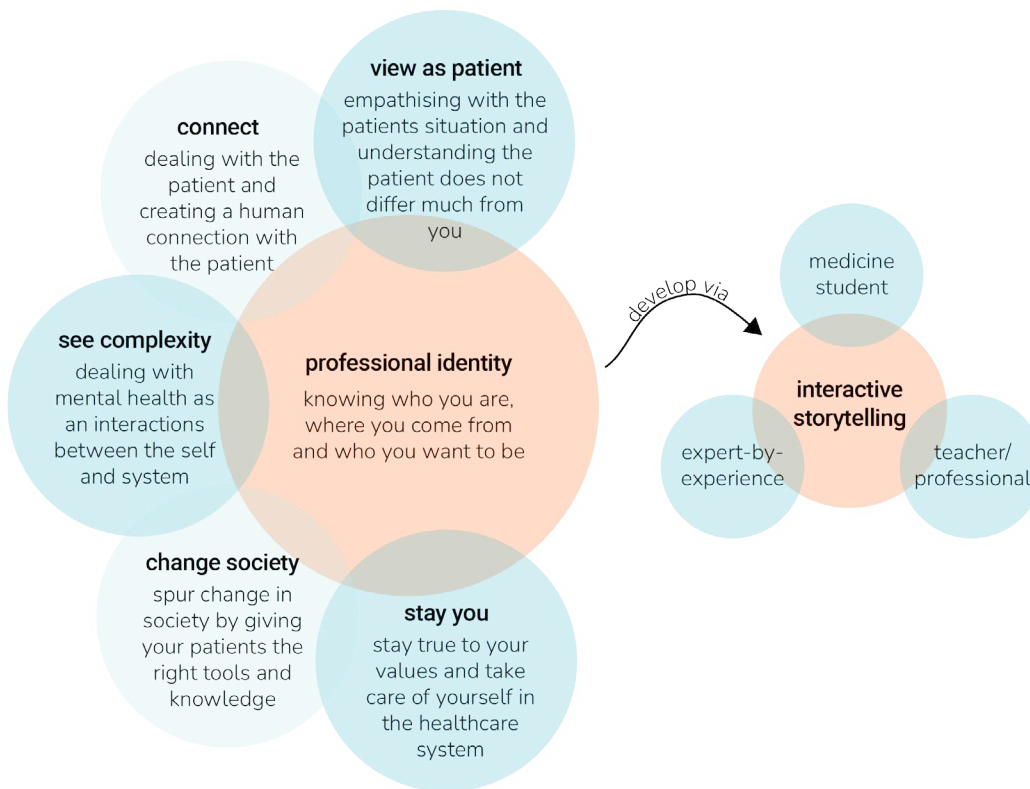 view as patient
empathising with the
patients situation and
understanding the
patient does not
differ much from
you
connect
dealing with the
patient and
creating a human
connection with
the patient
see complexity
dealing with
mental health as
an interactions
between the self
and system
professional identity
knowing who you are,
where you come from
and who you want to be
change society
spur change in
society by giving
your patients the
right tools and
knowledge
stay you
stay true to your
values and take
care of yourself in
the healthcare
system
develop via
medicine
student
interactive
storytelling
expert-by-
experience
teacher/
professional